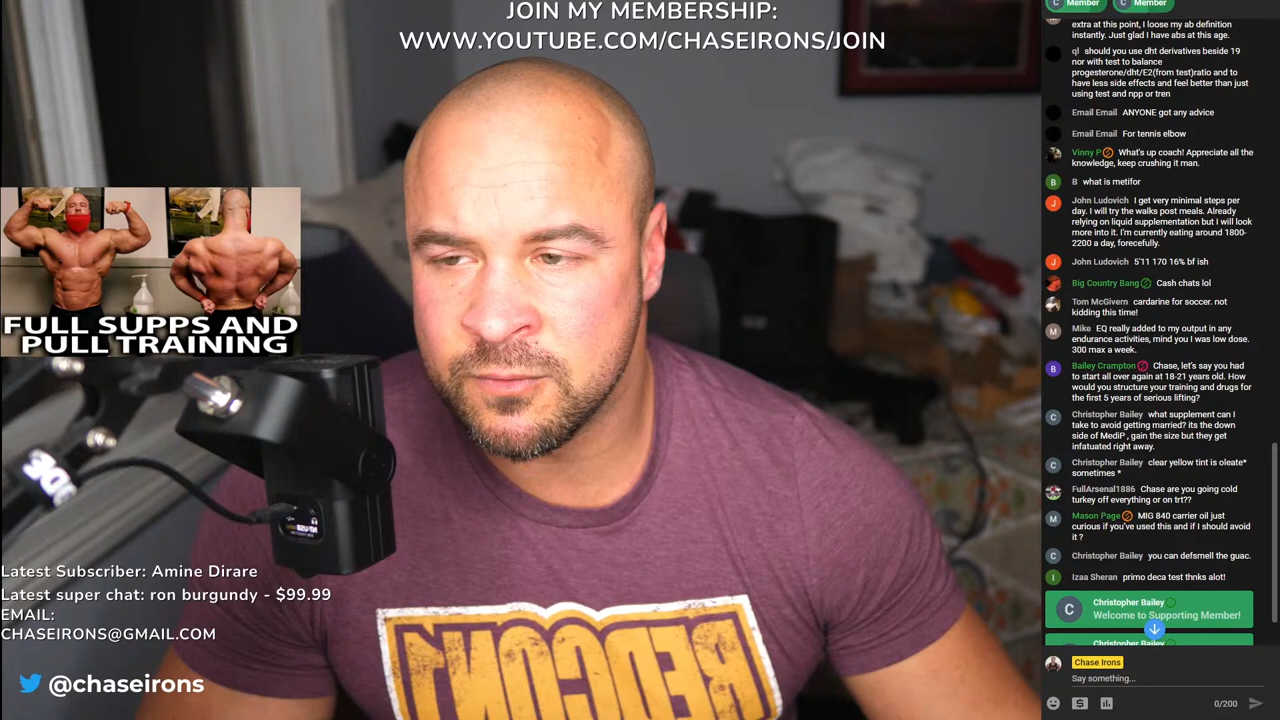 JOIN MY MEMBERSHIP:
WWW.YOUTUBE.COM/CHASEIRONS/JOIN
FULL SUPPS AND
PULL TRAINING
Latest Subscriber: Amine Dirare
Latest super chat: ron burgundy - $99.99
EMAIL:
CHASEIRONS@GMAIL.COM
@chaseirons
REDCON1
Member
Member
extra at this point, I loose my ab definition
instantly. Just glad I have abs at this age.
ql should you use dht derivatives beside 19
nor with test to balance
progesterone/dht/E2(from test)ratio and to
have less side effects and feel better than just
using test and npp or tren
Email Email ANYONE got any advice
Email Email For tennis elbow
Vinny P What's up coach! Appreciate all the
knowledge, keep crushing it man.
B B what is metifor
J John Ludovich I get very minimal steps per
day. I will try the walks post meals. Already
relying on liquid supplementation but I will look
more into it. I'm currently eating around 1800-
2200 a day, forecefully.
J John Ludovich 5'11 170 16% bf ish
Big Country Bang Cash chats lol
Tom McGivern cardarine for soccer. not
kidding this time!
M Mike EQ really added to my output in any
endurance activities, mind you I was low dose.
300 max a week.
B Bailey Crampton Chase, let's say you had
to start all over again at 18-21 years old. How
would you structure your training and drugs for
the first 5 years of serious lifting?
C Christopher Bailey what supplement can I
take to avoid getting married? its the down
side of MediP , gain the size but they get
infatuated right away.
C Christopher Bailey clear yellow tint is oleate*
sometimes *
FullArsenal1886 Chase are you going cold
turkey off everything or on trt??
M Mason Page MIG 840 carrier oil just
curious if you've used this and if I should avoid
it ?
C Christopher Bailey you can defsmell the guac.
I Izaa Sheran primo deca test thnks alot!
C Christopher Bailey
Welcome to Supporting Member!
Christopher Bailey
Chase Irons
Say something...
0/200